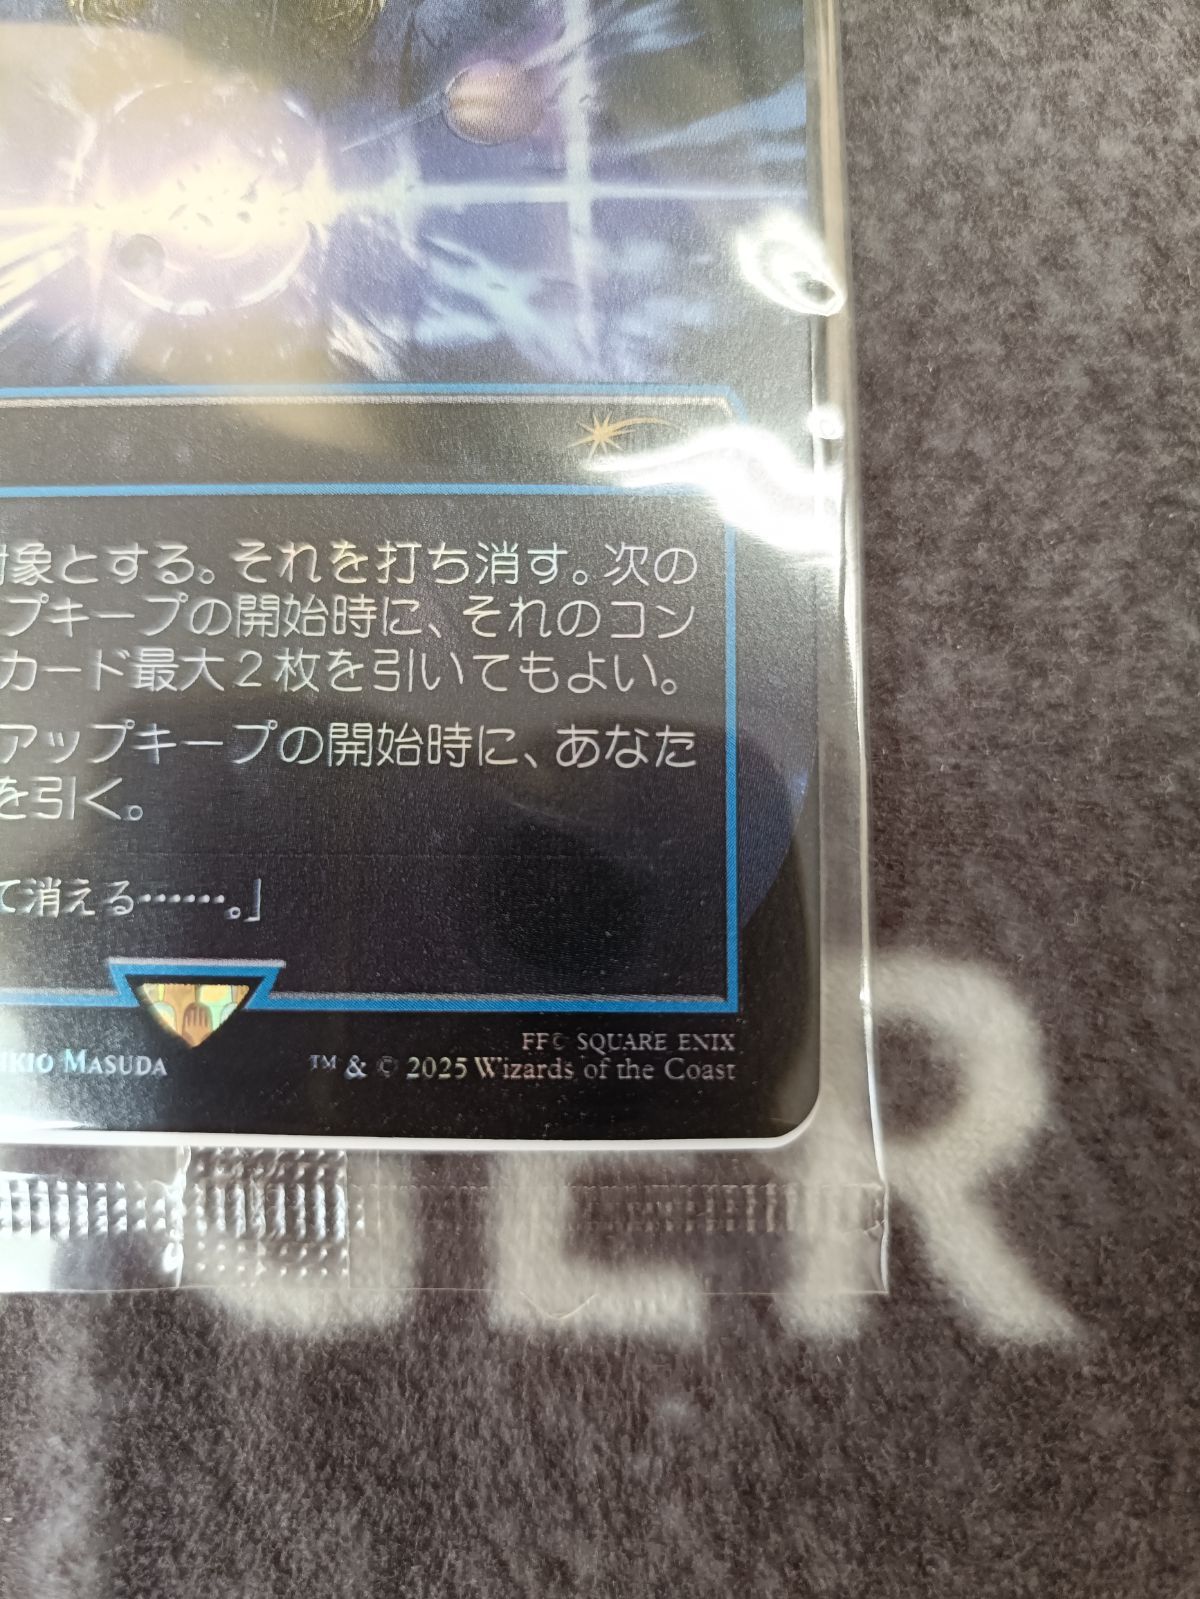 対象とする。それを打ち消す。次の
プキープの開始時に、それのコン
カード最大2枚を引いてもよい。
アップキープの開始時に、あなた
を引く。
て消える……。」
MASUDA
FFC SQUARE ENIX
™ & © 2025 Wizards of the Coast
ER